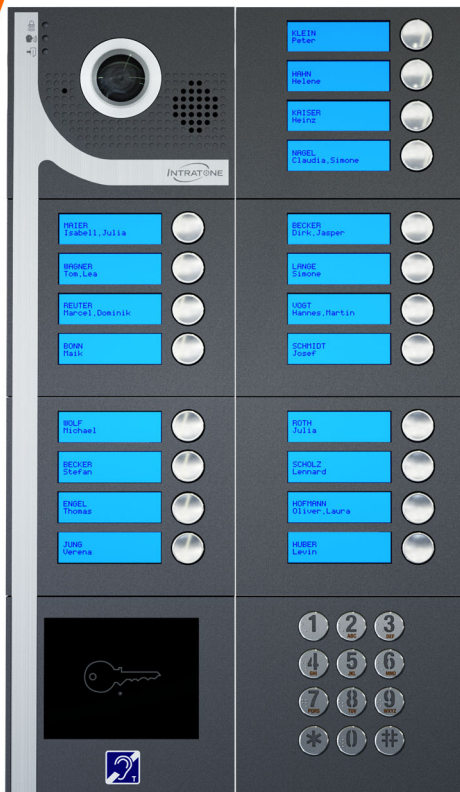 INTRATONE
KLEIN
Peter
HAHN
Helene
KAISER
Heinz
NAGEL
Claudia,Simone
MAIER
Isabell,Julia
WAGNER
Tom,Lea
REUTER
Marcel,Dominik
BONN
Maik
BECKER
Dirk,Jasper
LANGE
Simone
VOGT
Hannes,Martin
SCHMIDT
Josef
WOLF
Michael
BECKER
Stefan
ENGEL
Thomas
JUNG
Verena
ROTH
Julia
SCHOLZ
Lennard
HOFMANN
Oliver,Laura
HUBER
Levin
1 2 3
ABC DEF
4 5 6
GHI JKL MNO
7 8 9
PQRS TUV WXYZ
* 0 #
T